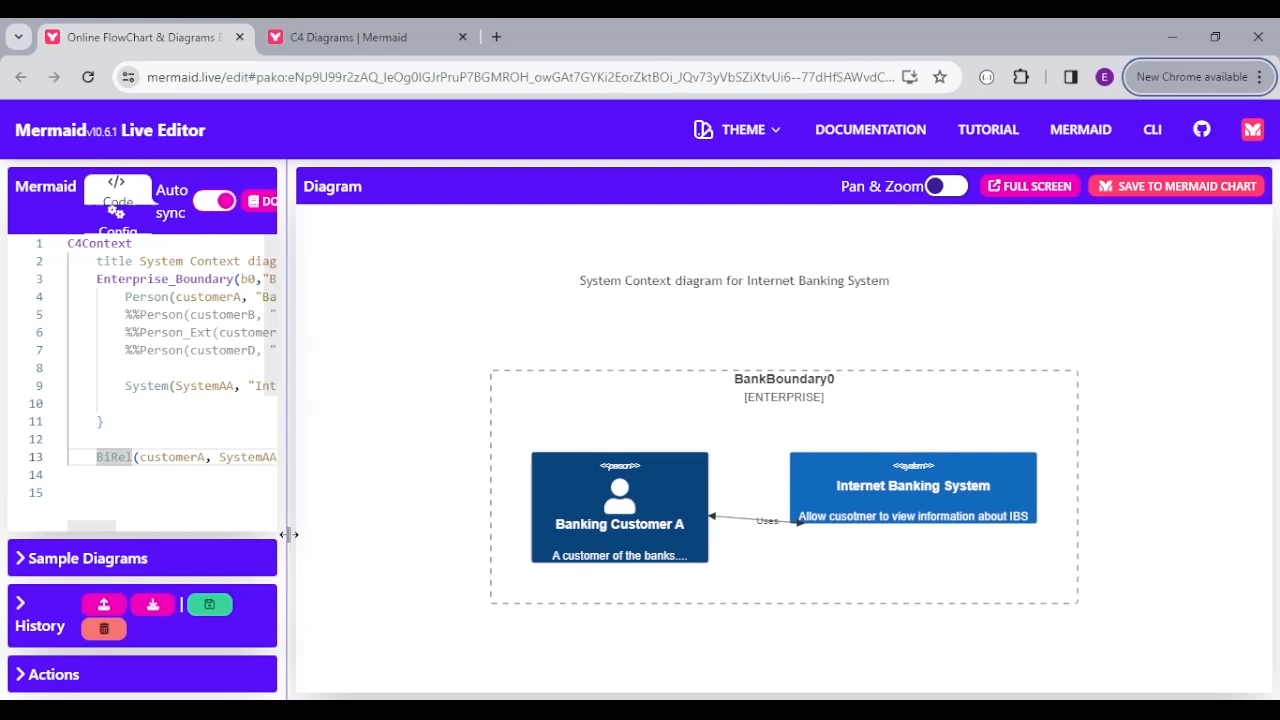 Online FlowChart & Diagrams E
C4 Diagrams | Mermaid
mermaid.live/edit#pako:eNp9U99r2zAQ_leOg0IGJrPruP7BGMROH_owGAt7GYKi2EorZktBOi_JQv73yVbSZiXtvUi6--77dHfSAWvdC...
New Chrome available
E
Mermaid v10.6.1 Live Editor
THEME
DOCUMENTATION
TUTORIAL
MERMAID
CLI
Mermaid
Code
Config
Auto
sync
DO
Diagram
Pan & Zoom
FULL SCREEN
SAVE TO MERMAID CHART
1 C4Context
2 title System Context diag
3 Enterprise_Boundary(b0,"B
4 Person(customerA, "Ba
5 %%Person(customerB, "
6 %%Person_Ext(customer
7 %%Person(customerD, "
8
9 System(SystemAA, "Int
10
11 }
12
13 BiRel(customerA, SystemAA
14
15
System Context diagram for Internet Banking System
BankBoundary0
[ENTERPRISE]
<<person>>
Banking Customer A
A customer of the banks....
Uses
<<system>>
Internet Banking System
Allow cusotmer to view information about IBS
Sample Diagrams
History
Actions